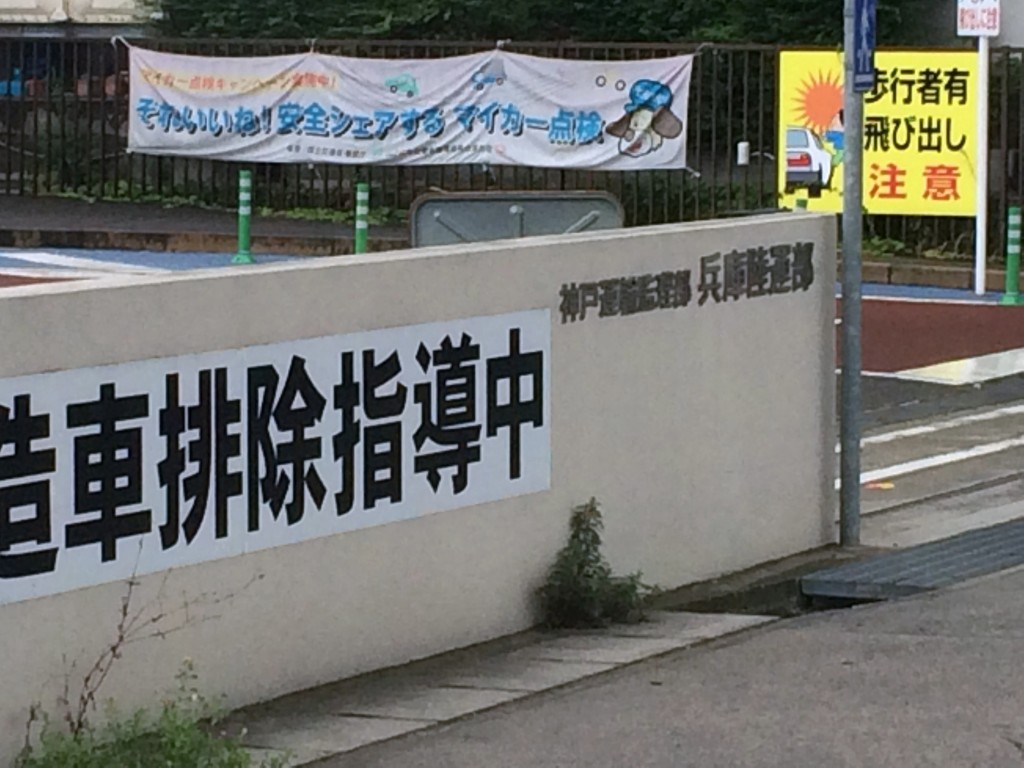 マイカー点検キャンペーン実施中!
それいいね!安全シェアする マイカー点検
歩行者有
飛び出し
注意
神戸運輸監理部 兵庫陸運部
造車排除指導中